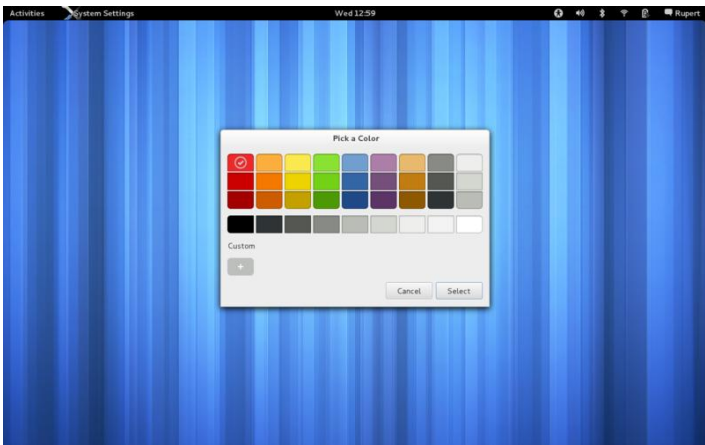 Activities System Settings Wed 12:59 Rupert
Pick a Color
Custom
+
Cancel Select